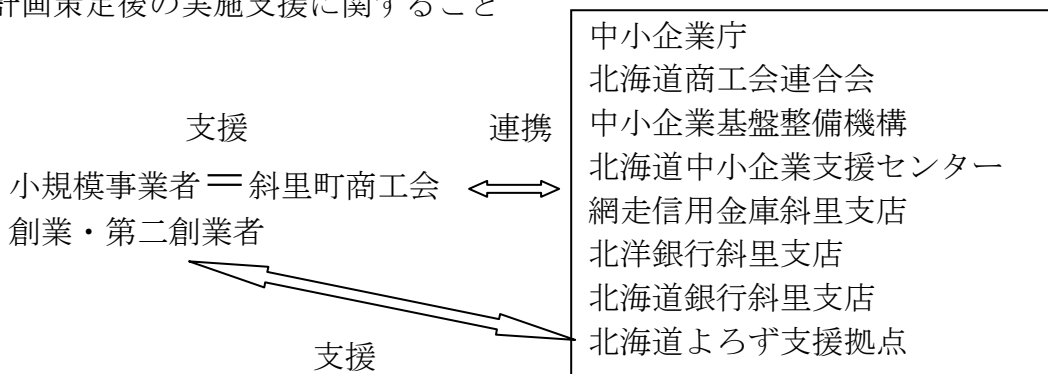 計画策定後の実施支援に関すること
支援
連携
小規模事業者＝斜里町商工会
創業・第二創業者
支援
中小企業庁
北海道商工会連合会
中小企業基盤整備機構
北海道中小企業支援センター
網走信用金庫斜里支店
北洋銀行斜里支店
北海道銀行斜里支店
北海道よろず支援拠点